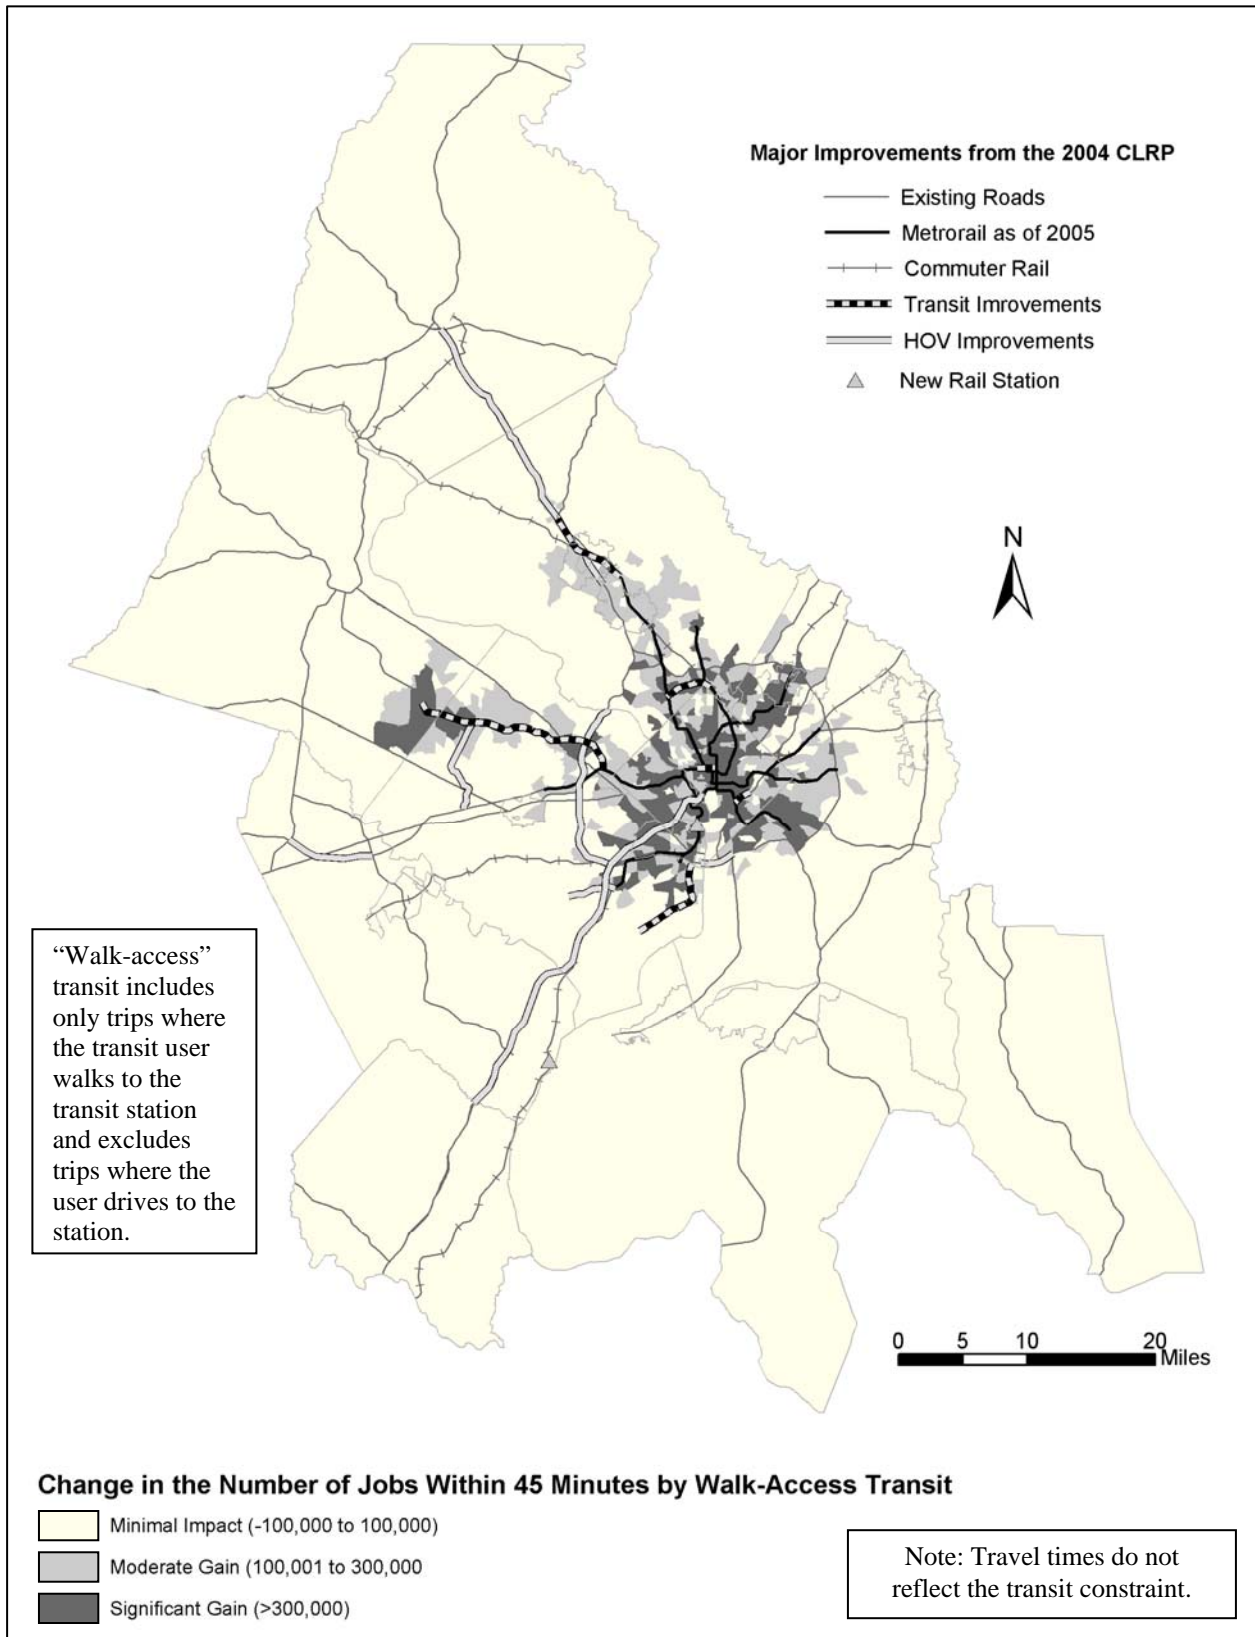 Major Improvements from the 2004 CLRP
Existing Roads
Metrorail as of 2005
Commuter Rail
Transit Imrovements
HOV Improvements
New Rail Station
N
“Walk-access”
transit includes
only trips where
the transit user
walks to the
transit station
and excludes
trips where the
user drives to the
station.
0 5 10 20
Miles
Change in the Number of Jobs Within 45 Minutes by Walk-Access Transit
Minimal Impact (-100,000 to 100,000)
Moderate Gain (100,001 to 300,000
Significant Gain (>300,000)
Note: Travel times do not
reflect the transit constraint.